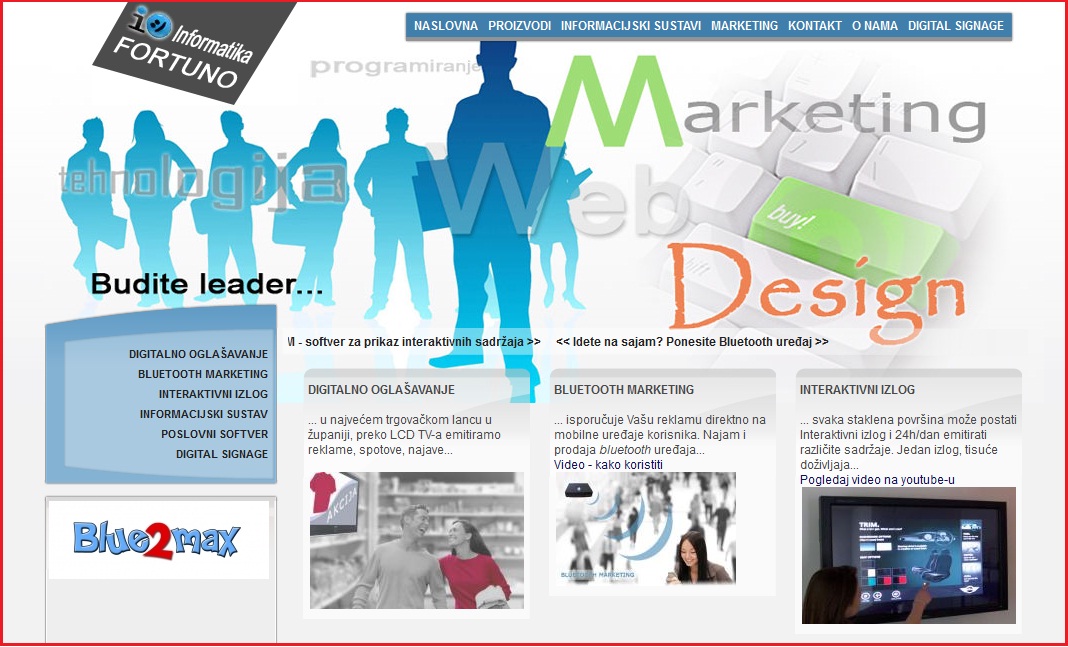 Informatika
FORTUNO
NASLOVNA PROIZVODI INFORMACIJSKI SUSTAVI MARKETING KONTAKT O NAMA DIGITAL SIGNAGE
programiranje
Marketing
tehnologija
Web
buy!
shift
Design
Budite leader...
DIGITALNO OGLAŠAVANJE
BLUETOOTH MARKETING
INTERAKTIVNI IZLOG
INFORMACIJSKI SUSTAV
POSLOVNI SOFTVER
DIGITAL SIGNAGE
- softver za prikaz interaktivnih sadržaja >> << Idete na sajam? Ponesite Bluetooth uređaj >>
DIGITALNO OGLAŠAVANJE
... u najvećem trgovačkom lancu u
županiji, preko LCD TV-a emitiramo
reklame, spotove, najave...
AKCIJA
BLUETOOTH MARKETING
... isporučuje Vašu reklamu direktno na
mobilne uređaje korisnika. Najam i
prodaja bluetooth uređaja...
Video - kako koristiti
BLUETOOTH MARKETING
INTERAKTIVNI IZLOG
... svaka staklena površina može postati
Interaktivni izlog i 24h/dan emitirati
različite sadržaje. Jedan izlog, tisuće
doživljaja...
Pogledaj video na youtube-u
TRIM.
Blue2max